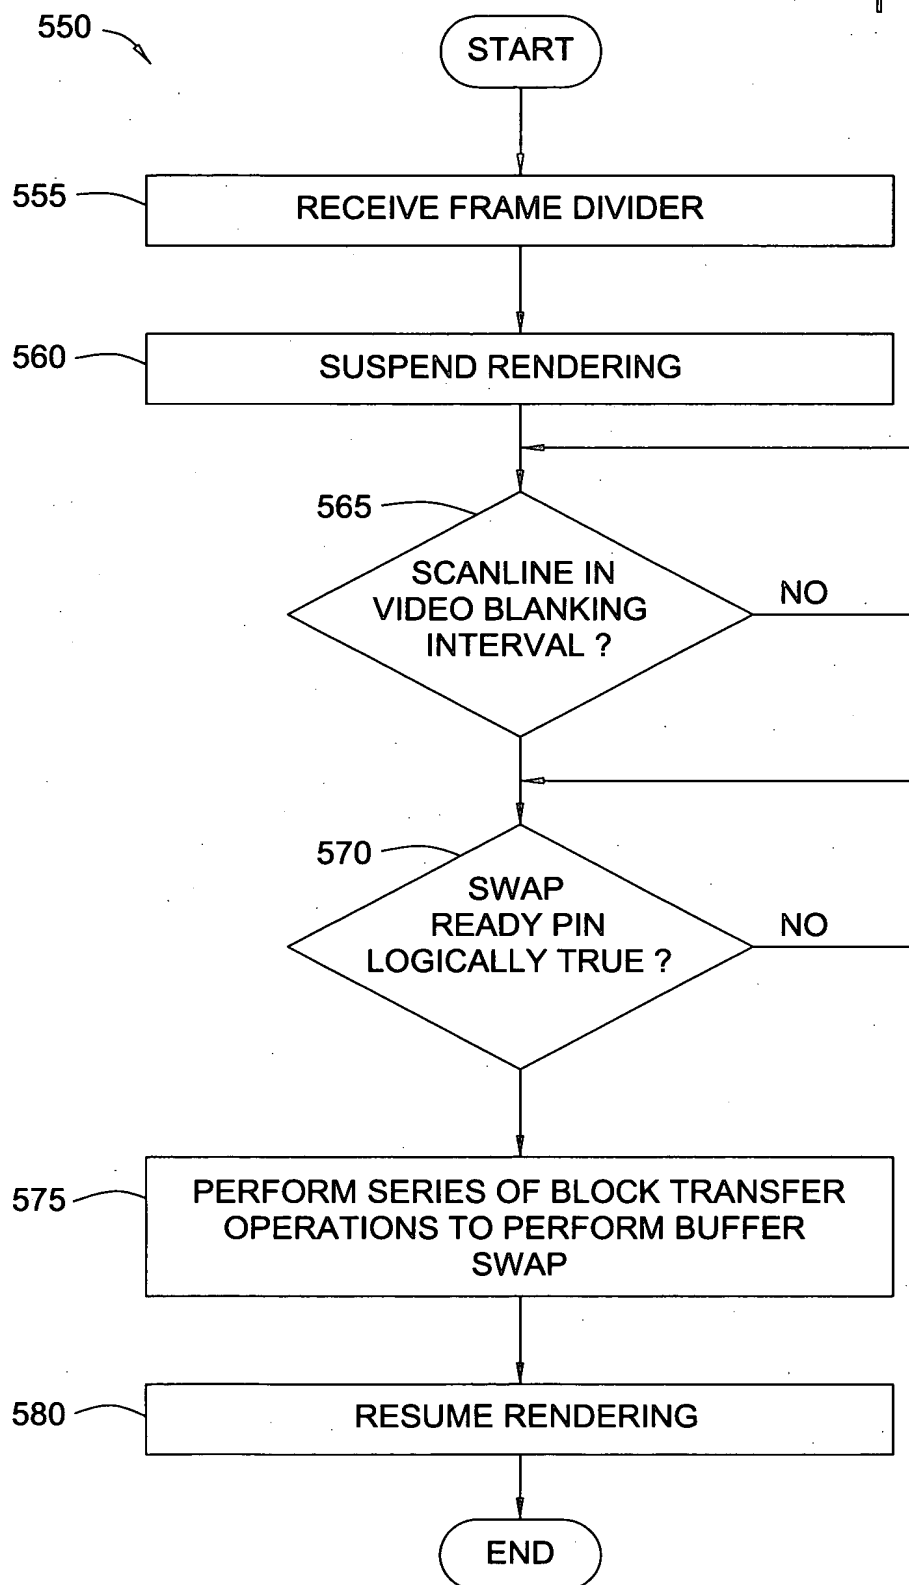 550
START
555
RECEIVE FRAME DIVIDER
560
SUSPEND RENDERING
565
SCANLINE IN
VIDEO BLANKING
INTERVAL ?
NO
570
SWAP
READY PIN
LOGICALLY TRUE ?
NO
575
PERFORM SERIES OF BLOCK TRANSFER
OPERATIONS TO PERFORM BUFFER
SWAP
580
RESUME RENDERING
END